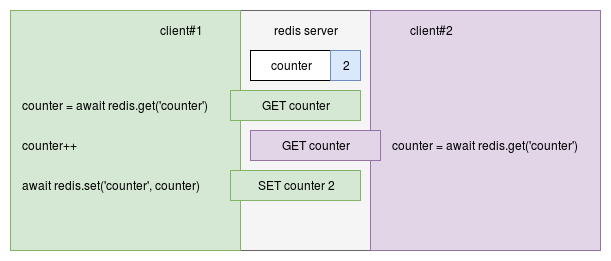 client#1 redis server client#2
counter 2
counter = await redis.get('counter') GET counter
counter++ GET counter counter = await redis.get('counter')
await redis.set('counter', counter) SET counter 2